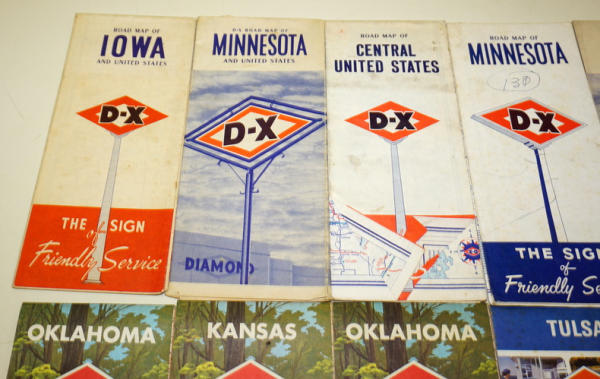 ROAD MAP OF
IOWA
AND UNITED STATES
D-X
THE SIGN
of
Friendly Service
D-X ROAD MAP OF
MINNESOTA
AND UNITED STATES
D-X
DIAMOND
ROAD MAP OF
CENTRAL
UNITED STATES
D-X
ROAD MAP OF
MINNESOTA
D-X
THE SIGN
of
Friendly Se
OKLAHOMA
KANSAS
OKLAHOMA
TULSA